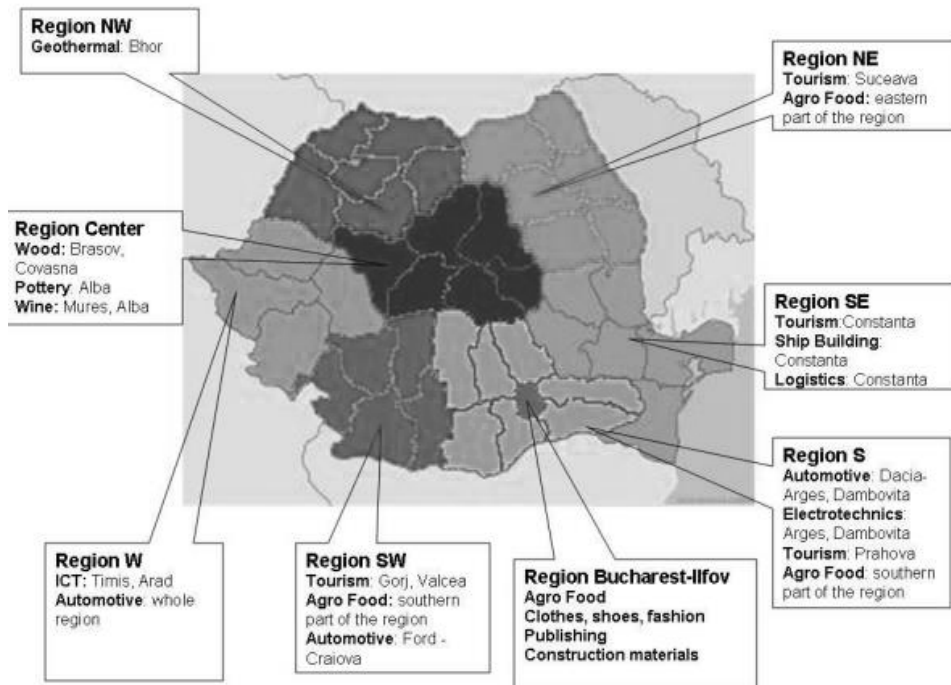 Region NW
Geothermal: Bhor
Region NE
Tourism: Suceava
Agro Food: eastern
part of the region
Region Center
Wood: Brasov,
Covasna
Pottery: Alba
Wine: Mures, Alba
Region SE
Tourism:Constanta
Ship Building:
Constanta
Logistics: Constanta
Region S
Automotive: Dacia-
Arges, Dambovita
Electrotechnics:
Arges, Dambovita
Tourism: Prahova
Agro Food: southern
part of the region
Region W
ICT: Timis, Arad
Automotive: whole
region
Region SW
Tourism: Gorj, Valcea
Agro Food: southern
part of the region
Automotive: Ford -
Craiova
Region Bucharest-Ilfov
Agro Food
Clothes, shoes, fashion
Publishing
Construction materials